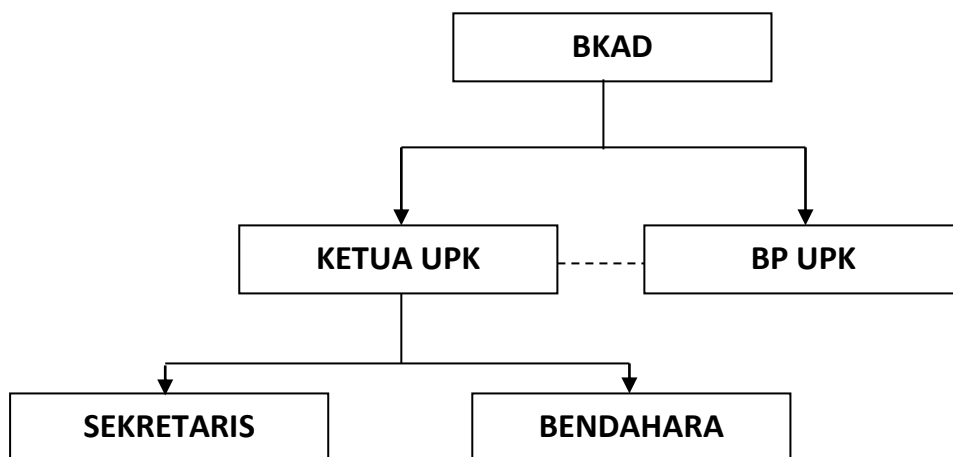 BKAD
KETUA UPK
BP UPK
SEKRETARIS
BENDAHARA